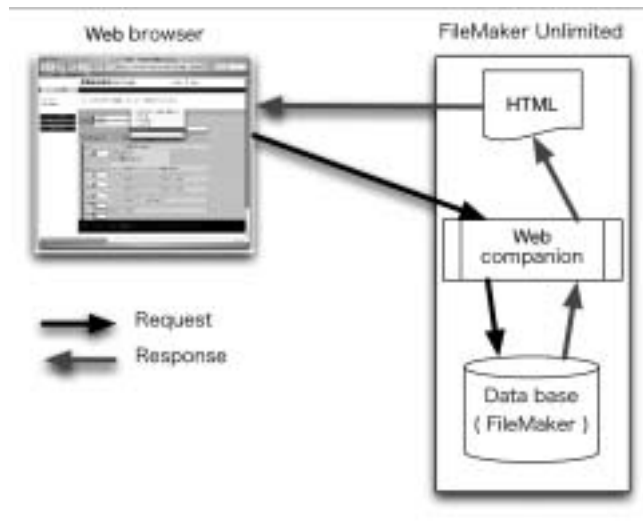 Web browser
FileMaker Unlimited
HTML
Web
companion
Request
Response
Data base
( FileMaker )